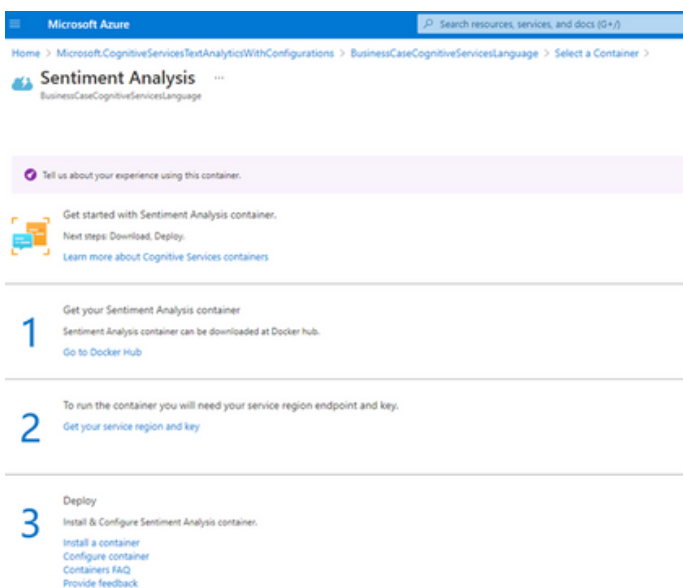 Microsoft Azure
Search resources, services, and docs (G+/)
Home > Microsoft.CognitiveServicesTextAnalyticsWithConfigurations > BusinessCaseCognitiveServicesLanguage > Select a Container >
Sentiment Analysis ...
BusinessCaseCognitiveServicesLanguage
Tell us about your experience using this container.
Get started with Sentiment Analysis container.
Next steps: Download, Deploy.
Learn more about Cognitive Services containers
1
Get your Sentiment Analysis container
Sentiment Analysis container can be downloaded at Docker hub.
Go to Docker Hub
2
To run the container you will need your service region endpoint and key.
Get your service region and key
3
Deploy
Install & Configure Sentiment Analysis container.
Install a container
Configure container
Containers FAQ
Provide feedback